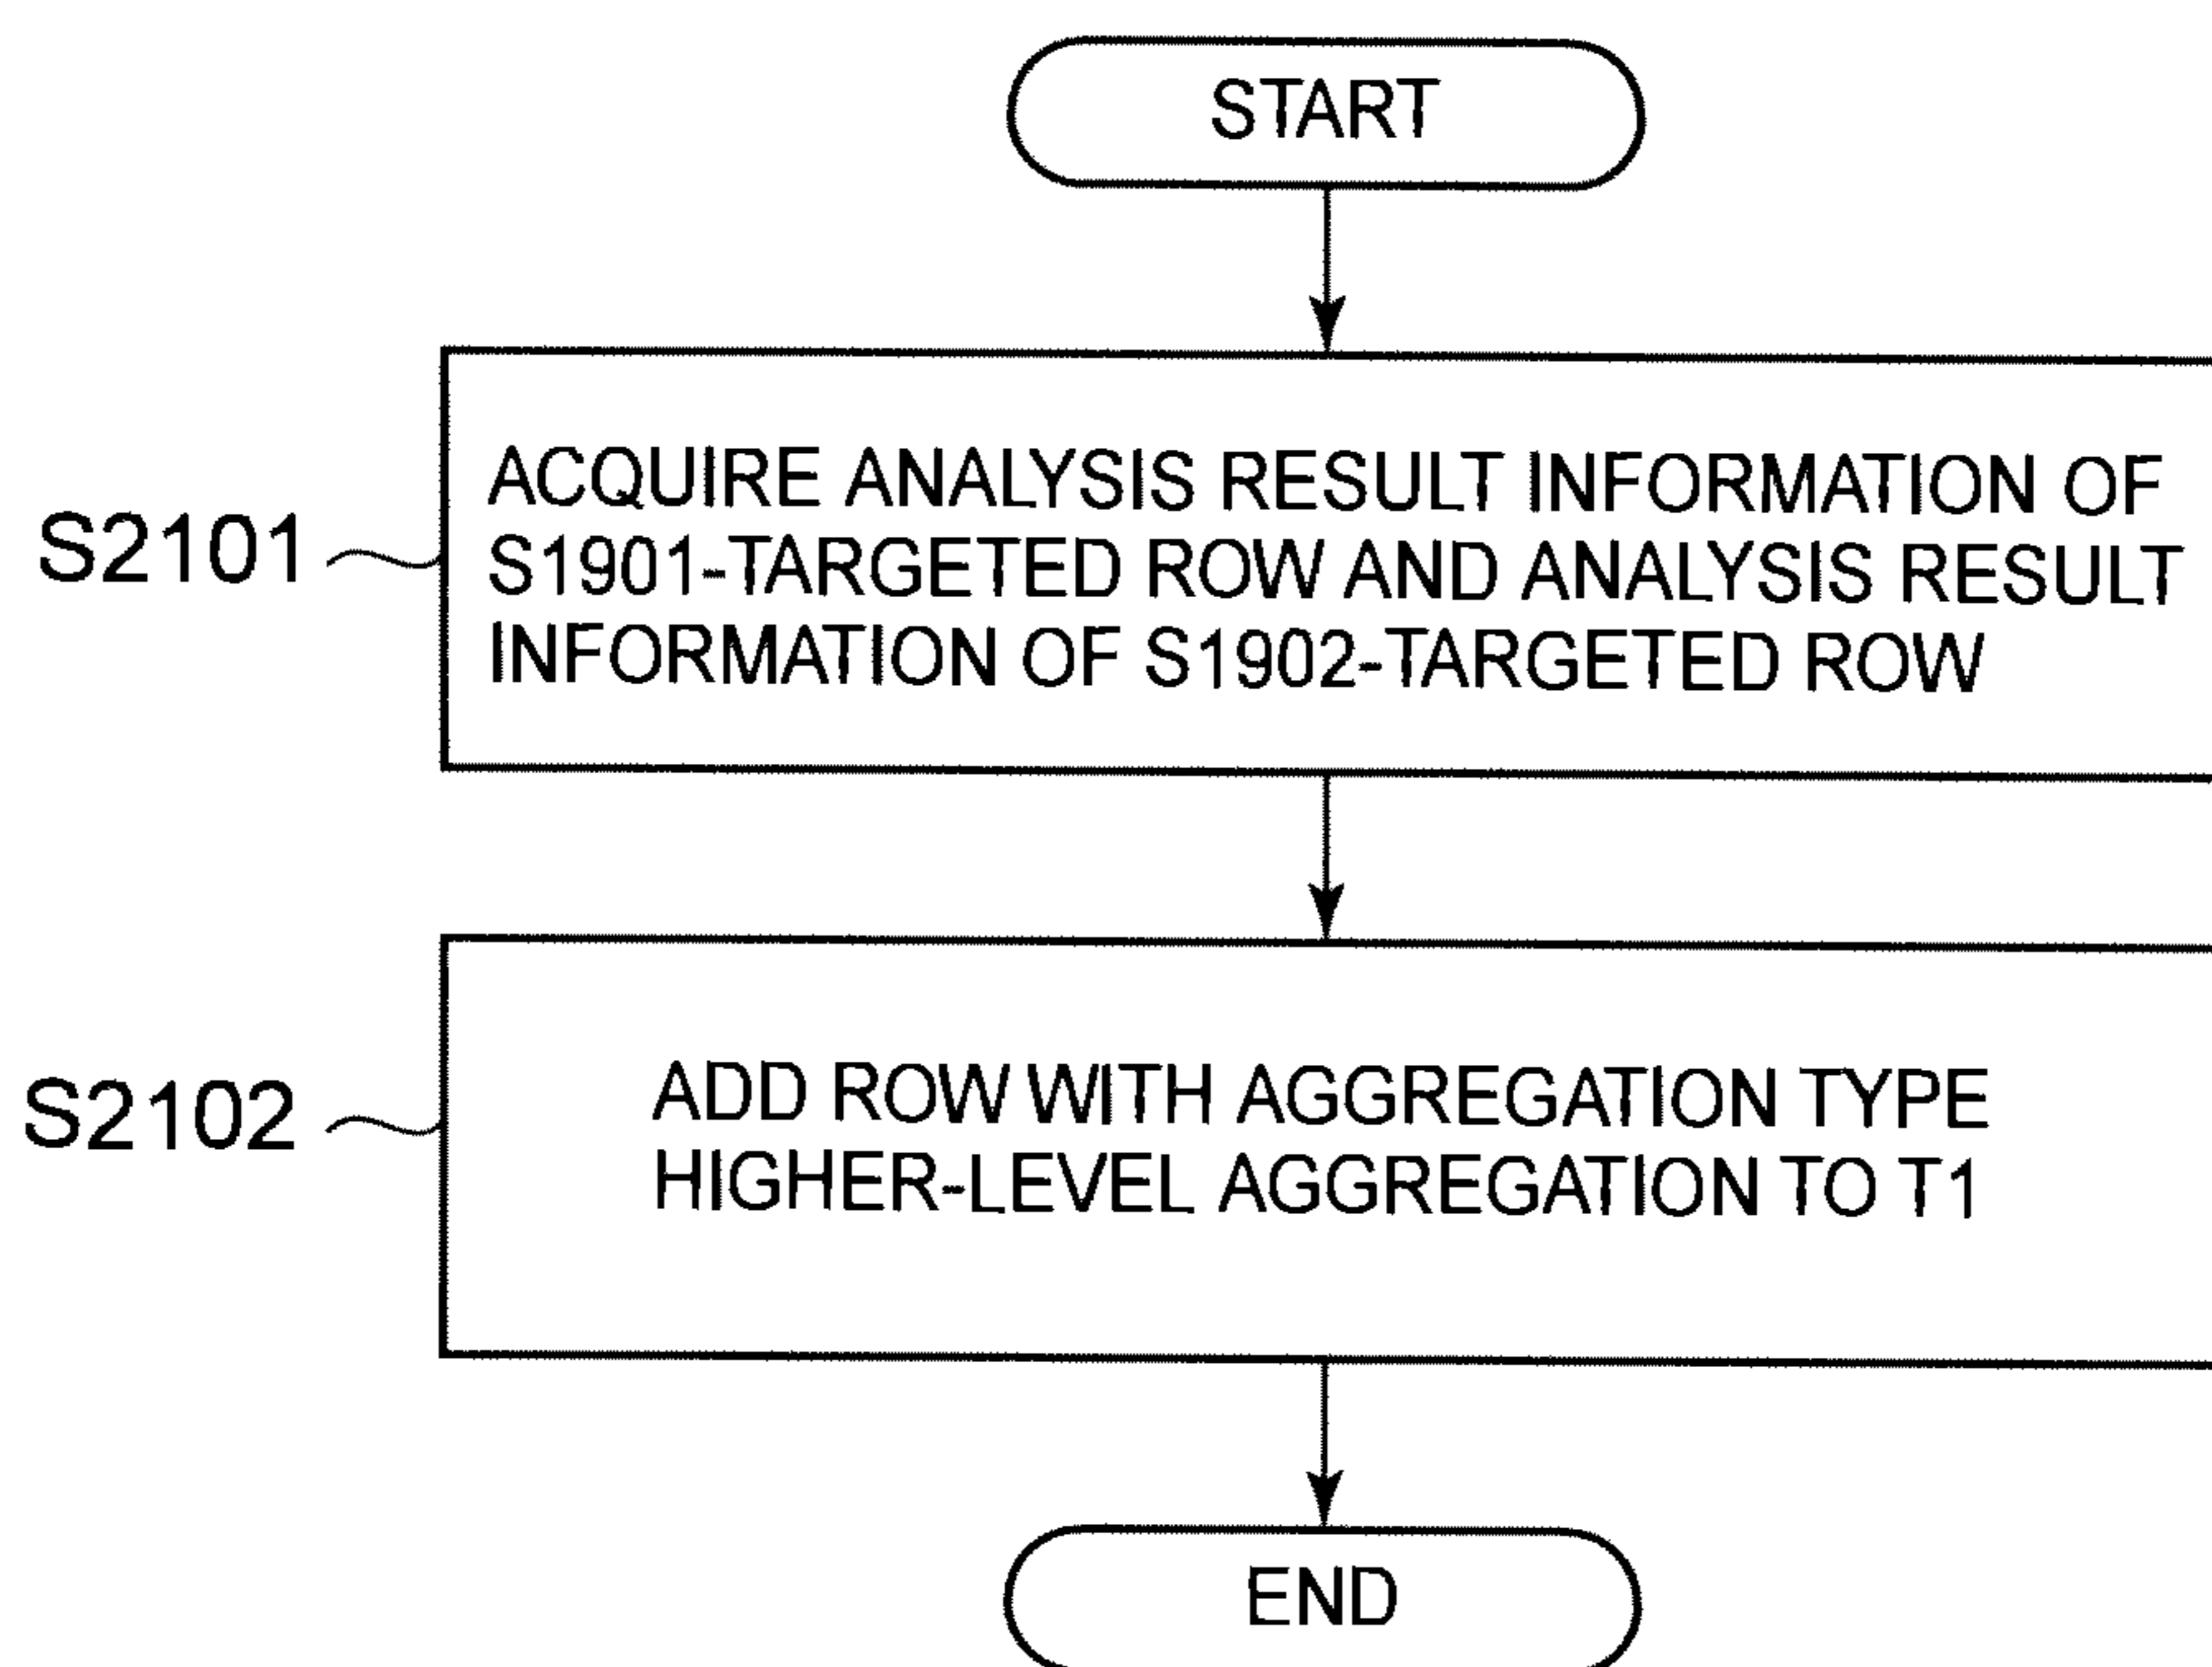 START
S2101
ACQUIRE ANALYSIS RESULT INFORMATION OF
S1901-TARGETED ROW AND ANALYSIS RESULT
INFORMATION OF S1902-TARGETED ROW
S2102
ADD ROW WITH AGGREGATION TYPE
HIGHER-LEVEL AGGREGATION TO T1
END